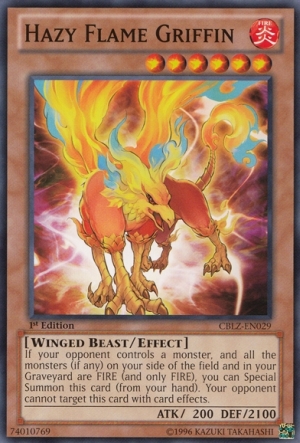 HAZY FLAME GRIFFIN
FIRE
炎
1st Edition
CBLZ-EN029
[WINGED BEAST/EFFECT]
If your opponent controls a monster, and all the
monsters (if any) on your side of the field and in your
Graveyard are FIRE (and only FIRE), you can Special
Summon this card (from your hand). Your opponent
cannot target this card with card effects.
ATK/ 200 DEF/2100
74010769
©1996 KAZUKI TAKAHASHI